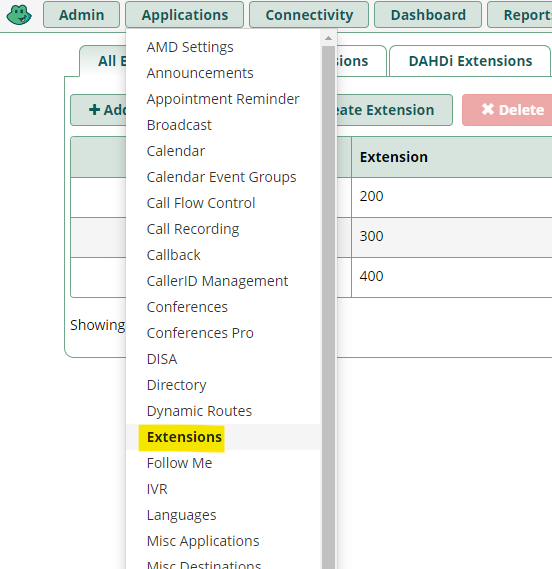 Admin Applications Connectivity Dashboard Report
All E sions DAHDi Extensions
+ Add eate Extension ✖ Delete
Extension
200
300
400
Showing
AMD Settings
Announcements
Appointment Reminder
Broadcast
Calendar
Calendar Event Groups
Call Flow Control
Call Recording
Callback
CallerID Management
Conferences
Conferences Pro
DISA
Directory
Dynamic Routes
Extensions
Follow Me
IVR
Languages
Misc Applications
Misc Destinations